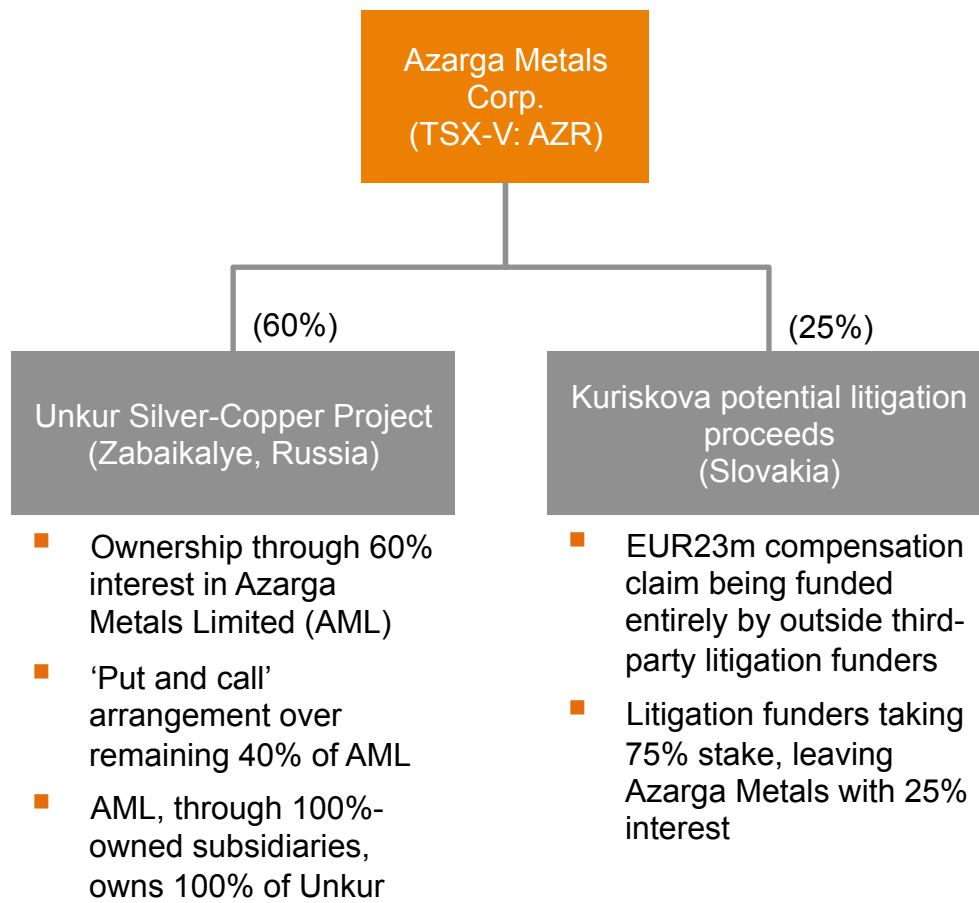 Azarga Metals
Corp.
(TSX-V: AZR)
(60%)
(25%)
Unkur Silver-Copper Project
(Zabaikalye, Russia)
Kuriskova potential litigation
proceeds
(Slovakia)
▪ Ownership through 60%
interest in Azarga
Metals Limited (AML)
▪ ‘Put and call’
arrangement over
remaining 40% of AML
▪ AML, through 100%-
owned subsidiaries,
owns 100% of Unkur
▪ EUR23m compensation
claim being funded
entirely by outside third-
party litigation funders
▪ Litigation funders taking
75% stake, leaving
Azarga Metals with 25%
interest